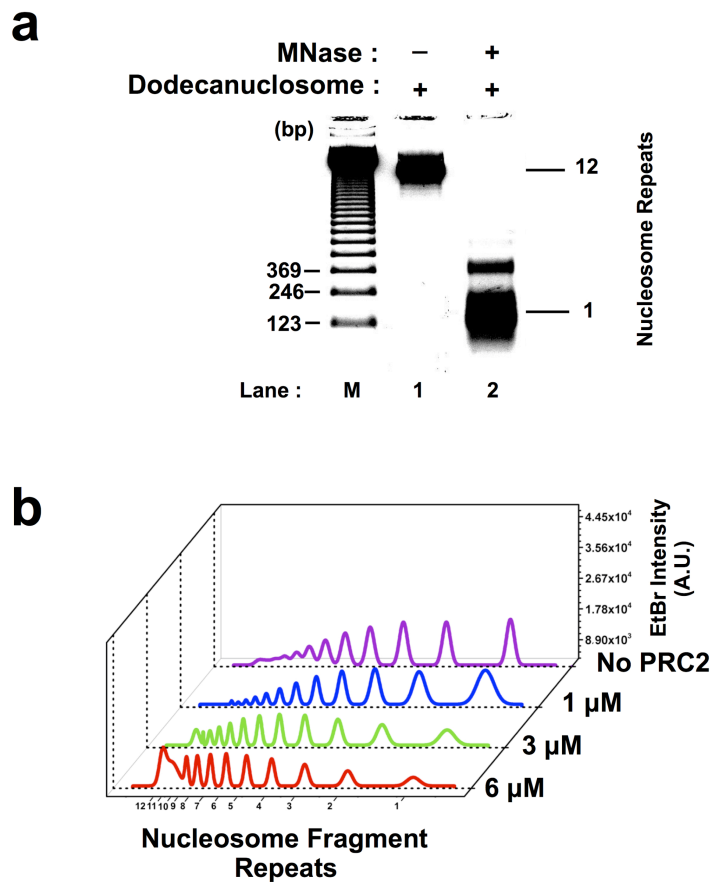 a
MNase : – +
Dodecanuclosome : + +
(bp)
12
369
246
123
1
Nucleosome Repeats
Lane : M 1 2
b
4.45x10⁴
3.56x10⁴
2.67x10⁴
1.78x10⁴
8.90x10³
EtBr Intensity
(A.U.)
No PRC2
1 µM
3 µM
6 µM
12 11 10 9 8 7 6 5 4 3 2 1
Nucleosome Fragment
Repeats